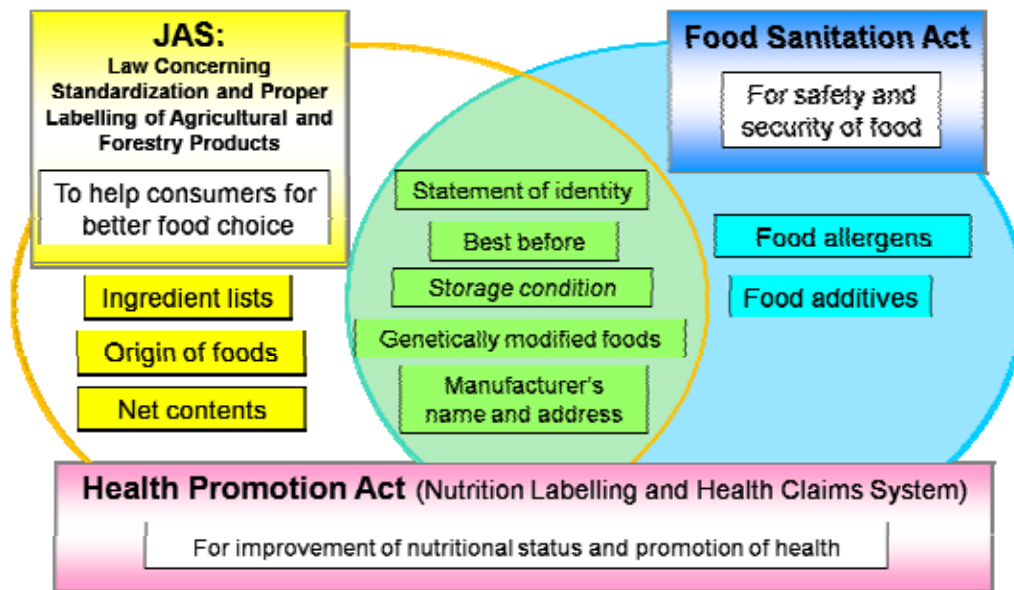 JAS:
Law Concerning
Standardization and Proper
Labelling of Agricultural and
Forestry Products
To help consumers for
better food choice
Ingredient lists
Origin of foods
Net contents
Statement of identity
Best before
Storage condition
Genetically modified foods
Manufacturer's
name and address
Food Sanitation Act
For safety and
security of food
Food allergens
Food additives
Health Promotion Act (Nutrition Labelling and Health Claims System)
For improvement of nutritional status and promotion of health